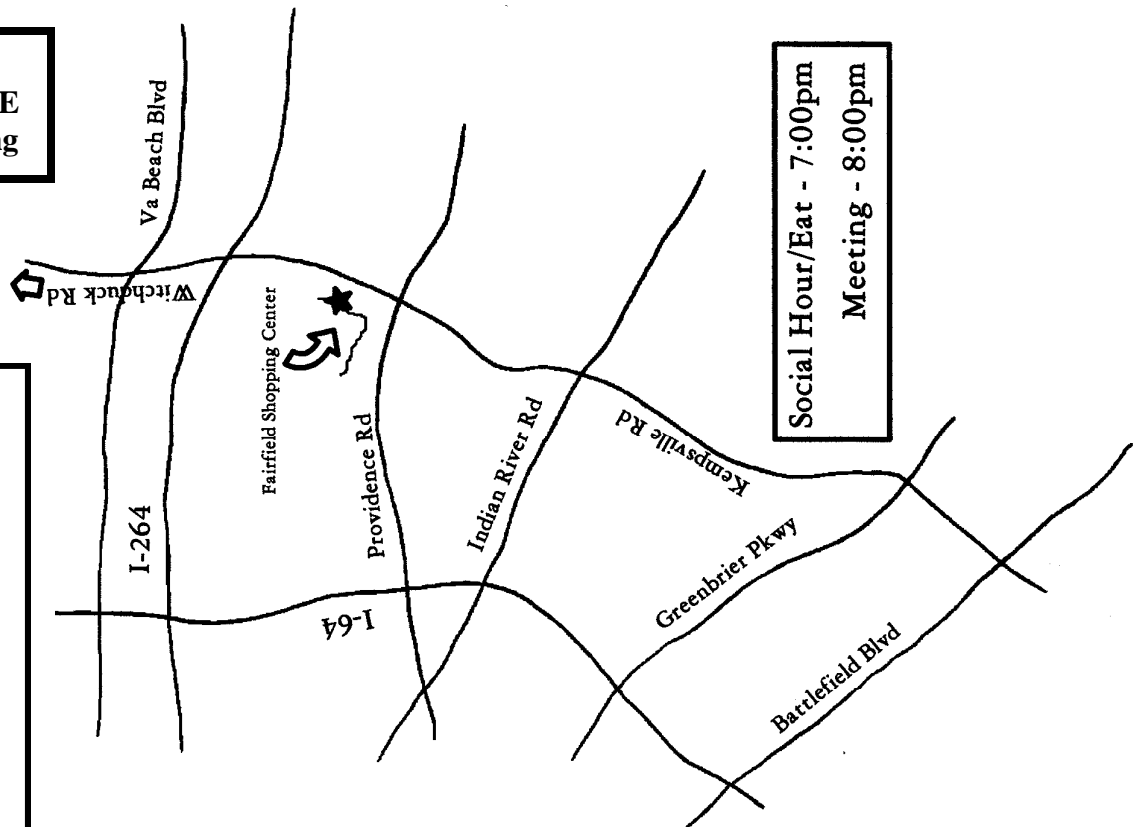 E
g
Va Beach Blvd
Witchduck Rd
Fairfield Shopping Center
I-264
Providence Rd
I-64
Indian River Rd
Kempsville Rd
Greenbrier Pkwy
Battlefield Blvd
Social Hour/Eat - 7:00pm
Meeting - 8:00pm